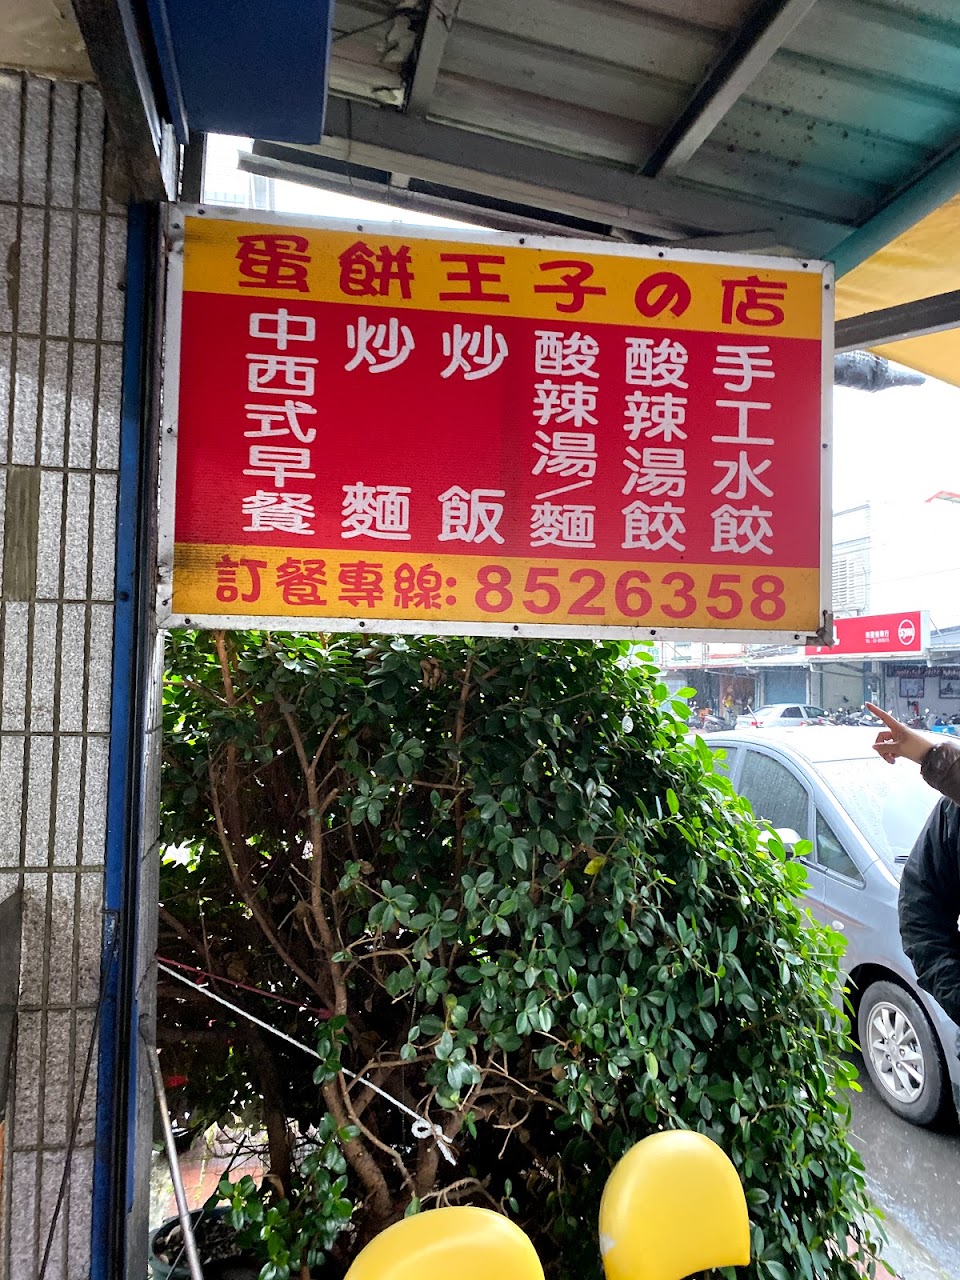 蛋餅王子の店
手工水餃
酸辣湯餃
酸辣湯/麵
炒飯
炒麵
中西式早餐
訂餐專線:8526358